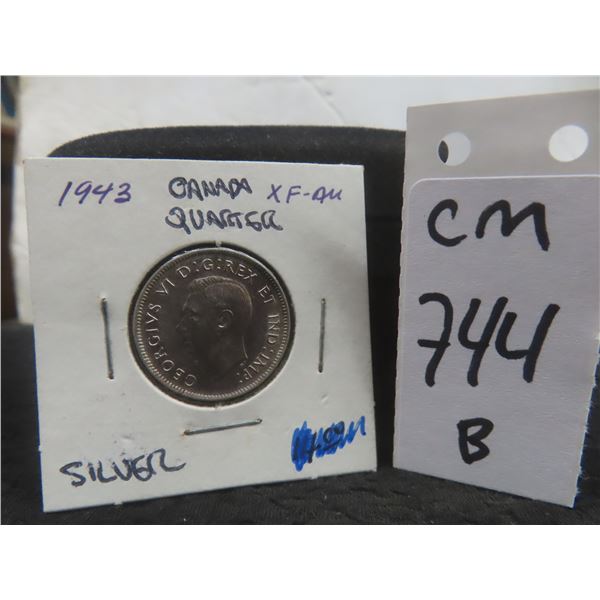 1943 CANADA XF-AU
QUARTER
GEORGIVS VI D:G:REX ET IND:IMP:
SILVER
CM
744
B